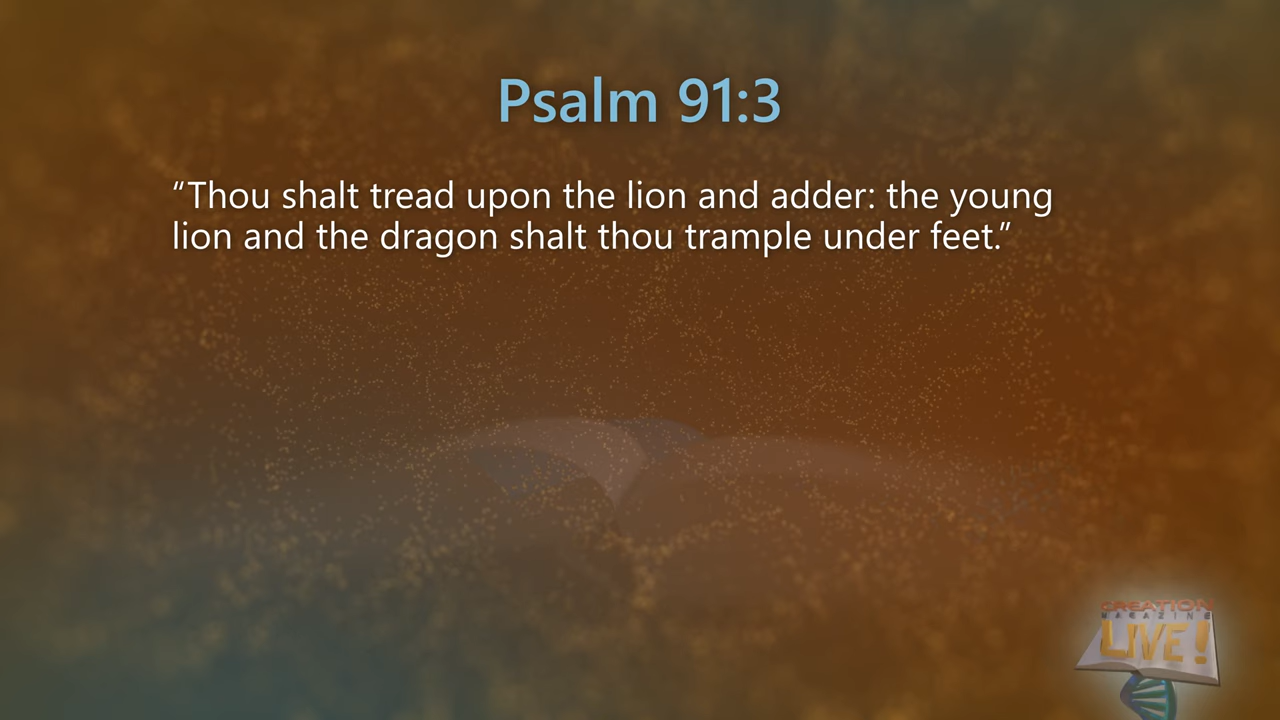 Psalm 91:3
“Thou shalt tread upon the lion and adder: the young
lion and the dragon shalt thou trample under feet.”
CREATION
MAGAZINE
LIVE!